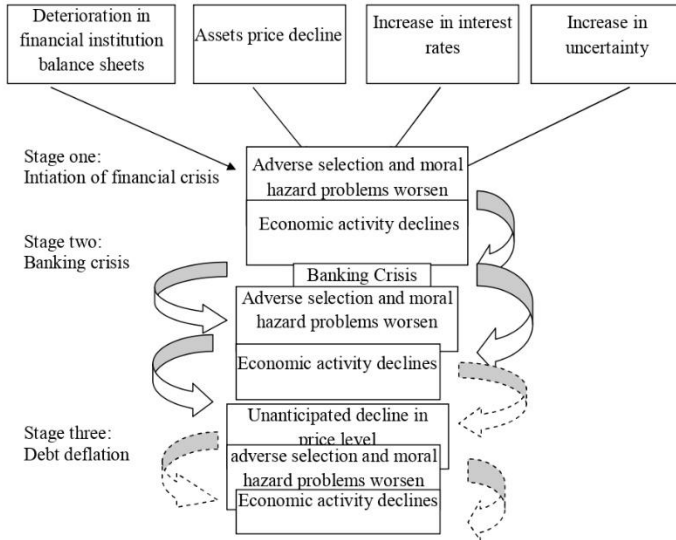 Deterioration in
financial institution
balance sheets
Assets price decline
Increase in interest
rates
Increase in
uncertainty
Stage one:
Intiation of financial crisis
Adverse selection and moral
hazard problems worsen
Economic activity declines
Stage two:
Banking crisis
Banking Crisis
Adverse selection and moral
hazard problems worsen
Economic activity declines
Stage three:
Debt deflation
Unanticipated decline in
price level
adverse selection and moral
hazard problems worsen
Economic activity declines